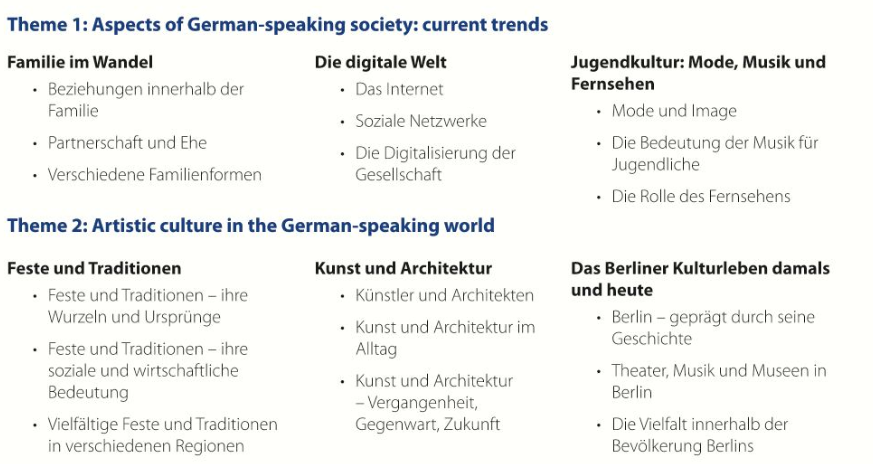 Theme 1: Aspects of German-speaking society: current trends
Familie im Wandel
• Beziehungen innerhalb der
Familie
• Partnerschaft und Ehe
• Verschiedene Familienformen
Die digitale Welt
• Das Internet
• Soziale Netzwerke
• Die Digitalisierung der
Gesellschaft
Jugendkultur: Mode, Musik und
Fernsehen
• Mode und Image
• Die Bedeutung der Musik für
Jugendliche
• Die Rolle des Fernsehens
Theme 2: Artistic culture in the German-speaking world
Feste und Traditionen
• Feste und Traditionen – ihre
Wurzeln und Ursprünge
• Feste und Traditionen – ihre
soziale und wirtschaftliche
Bedeutung
• Vielfältige Feste und Traditionen
in verschiedenen Regionen
Kunst und Architektur
• Künstler und Architekten
• Kunst und Architektur im
Alltag
• Kunst und Architektur
– Vergangenheit,
Gegenwart, Zukunft
Das Berliner Kulturleben damals
und heute
• Berlin – geprägt durch seine
Geschichte
• Theater, Musik und Museen in
Berlin
• Die Vielfalt innerhalb der
Bevölkerung Berlins